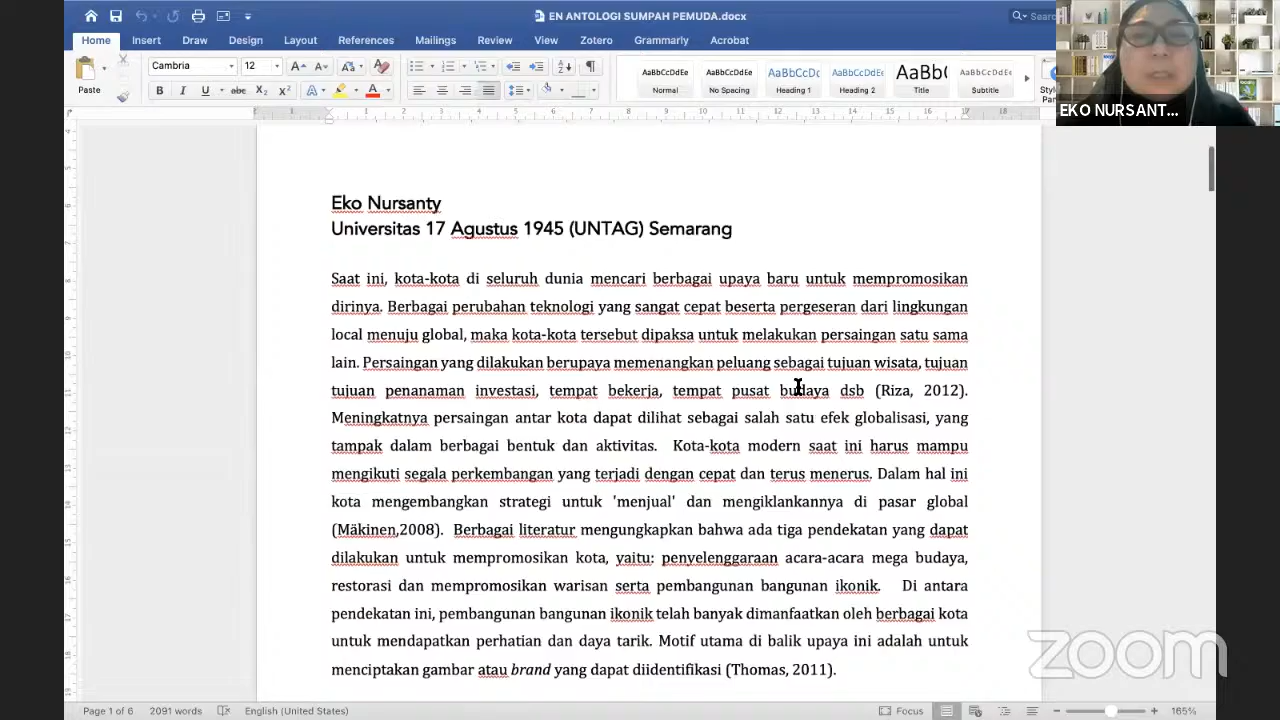 EN ANTOLOGI SUMPAH PEMUDA.docx
Home Insert Draw Design Layout References Mailings Review View Zotero Grammarly Acrobat
Paste
Cambria 12
AaBbCcDdEe AaBbCcDdEe AaBbCcDc AaBbCcDdEe AaBb( AaBbCcDdEe
Normal No Spacing Heading 1 Heading 2 Title Subtitle
EKO NURSANT...
Eko Nursanty
Universitas 17 Agustus 1945 (UNTAG) Semarang
Saat ini, kota-kota di seluruh dunia mencari berbagai upaya baru untuk mempromosikan
dirinya. Berbagai perubahan teknologi yang sangat cepat beserta pergeseran dari lingkungan
local menuju global, maka kota-kota tersebut dipaksa untuk melakukan persaingan satu sama
lain. Persaingan yang dilakukan berupaya memenangkan peluang sebagai tujuan wisata, tujuan
tujuan penanaman investasi, tempat bekerja, tempat pusat budaya dsb (Riza, 2012).
Meningkatnya persaingan antar kota dapat dilihat sebagai salah satu efek globalisasi, yang
tampak dalam berbagai bentuk dan aktivitas. Kota-kota modern saat ini harus mampu
mengikuti segala perkembangan yang terjadi dengan cepat dan terus menerus. Dalam hal ini
kota mengembangkan strategi untuk 'menjual' dan mengiklankannya di pasar global
(Mäkinen,2008). Berbagai literatur mengungkapkan bahwa ada tiga pendekatan yang dapat
dilakukan untuk mempromosikan kota, yaitu: penyelenggaraan acara-acara mega budaya,
restorasi dan mempromosikan warisan serta pembangunan bangunan ikonik. Di antara
pendekatan ini, pembangunan bangunan ikonik telah banyak dimanfaatkan oleh berbagai kota
untuk mendapatkan perhatian dan daya tarik. Motif utama di balik upaya ini adalah untuk
menciptakan gambar atau brand yang dapat diidentifikasi (Thomas, 2011).
zoom
Page 1 of 6 2091 words English (United States) Focus 165%